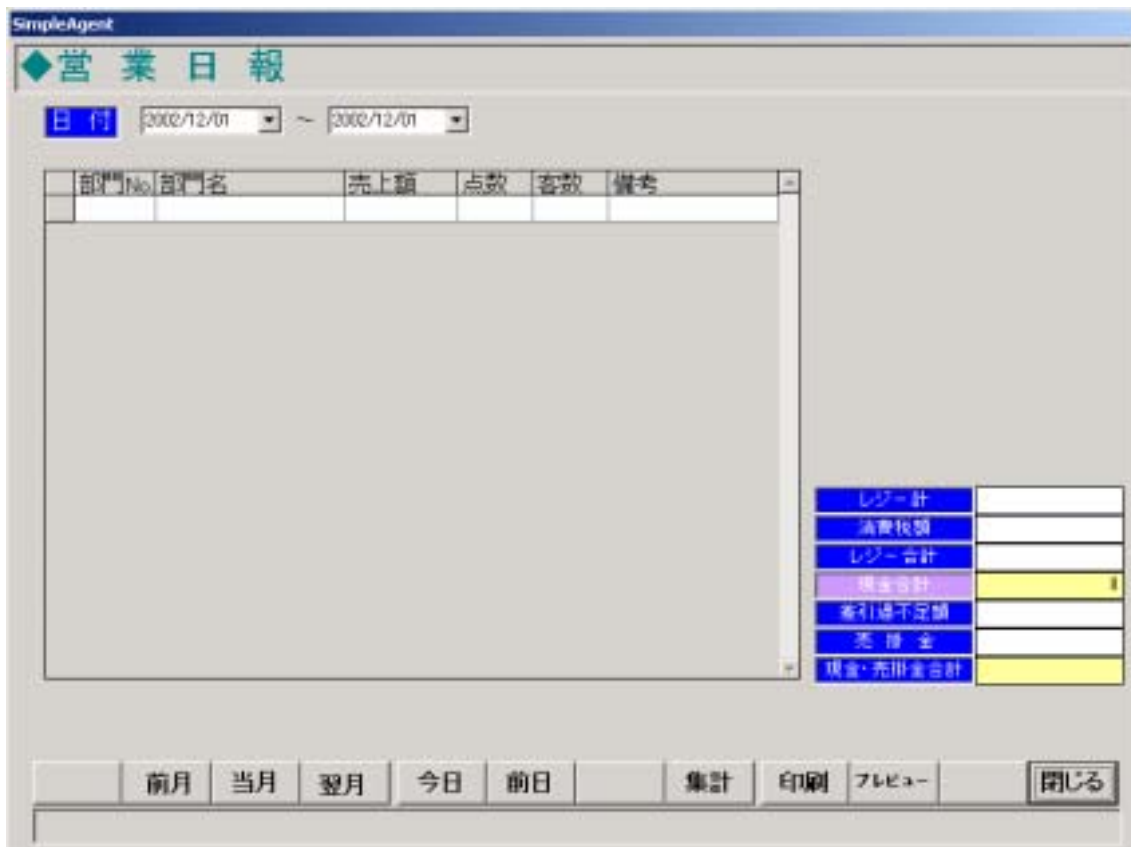 SimpleAgent
◆営 業 日 報
日 付 2002/12/01 ～ 2002/12/01
部門No 部門名 売上額 点数 客数 備考
レジー計
消費税額
レジー合計
現金合計
差引過不足額
売 掛 金
現金・売掛金合計
前月 当月 翌月 今日 前日 集計 印刷 プレビュー 閉じる